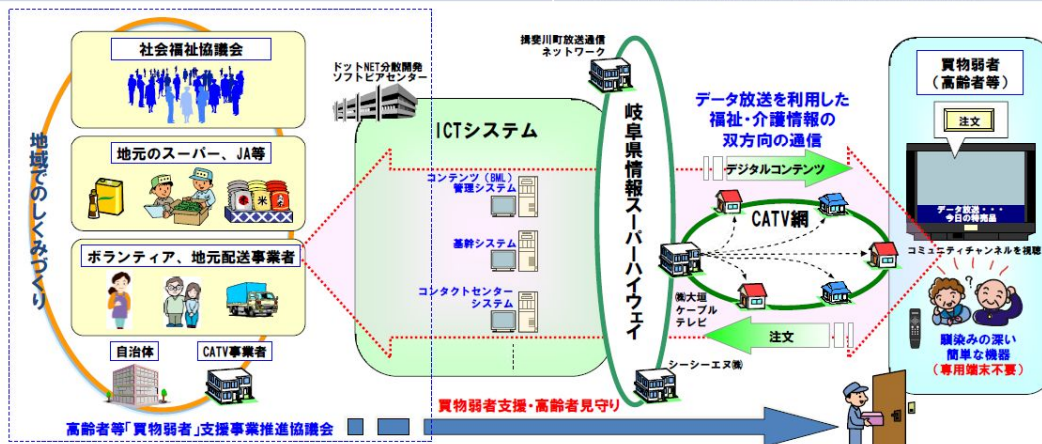 社会福祉協議会
地元のスーパー、JA等
米
ボランティア、地元配送事業者
自治体
CATV事業者
地域でのしくみづくり
高齢者等「買物弱者」支援事業推進協議会
ドットNET分散開発
ソフトピアセンター
ICTシステム
コンテンツ（BML）
管理システム
基幹システム
コンタクトセンター
システム
揖斐川町放送通信
ネットワーク
岐阜県情報スーパーハイウェイ
シーシーエヌ㈱
データ放送を利用した
福祉・介護情報の
双方向の通信
デジタルコンテンツ
CATV網
㈱大垣
ケーブル
テレビ
注文
買物弱者支援・高齢者見守り
買物弱者
（高齢者等）
注文
データ放送・・・
今日の特売品
コミュニティチャンネルを視聴
?
馴染みの深い
簡単な機器
（専用端末不要）